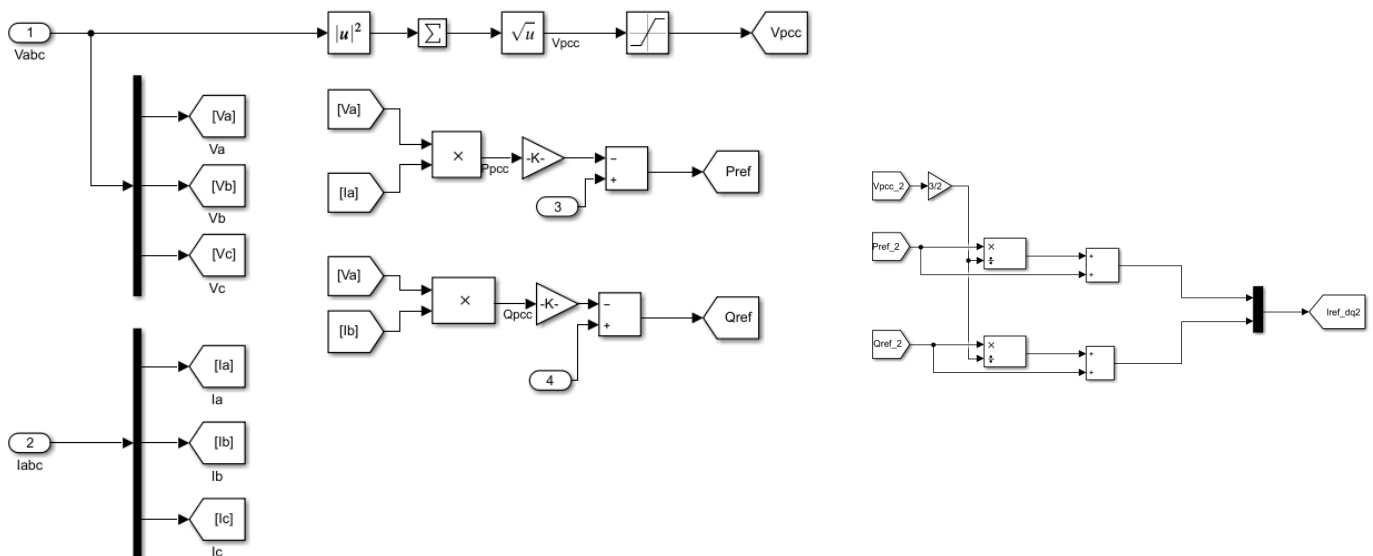 1
Vabc
|u|²
∑
√u
Vpcc
Vpcc
[Va]
Va
[Vb]
Vb
[Vc]
Vc
[Va]
[Ia]
×
Ppcc
-K-
−
+
3
Pref
[Va]
[Ib]
×
Qpcc
-K-
−
+
4
Qref
2
Iabc
[Ia]
Ia
[Ib]
Ib
[Ic]
Ic
Vpcc_2
3/2
Pref_2
×
÷
+
+
Qref_2
×
÷
+
+
Iref_dq2